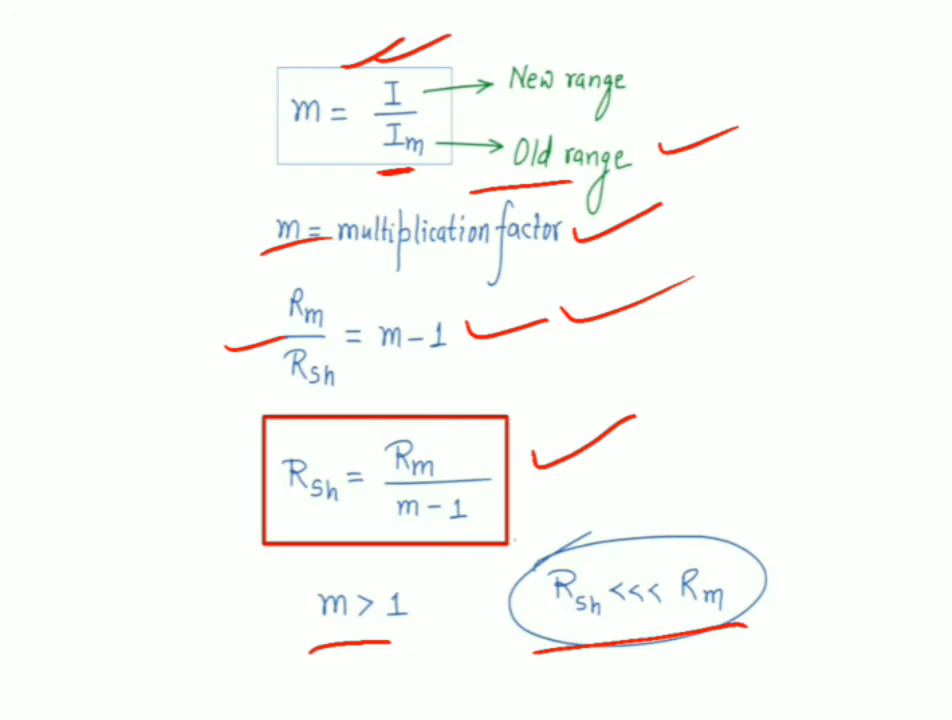 m = I / Im → New range
→ Old range
m = multiplication factor
Rm / Rsh = m - 1
Rsh = Rm / m - 1
m > 1
Rsh <<< Rm